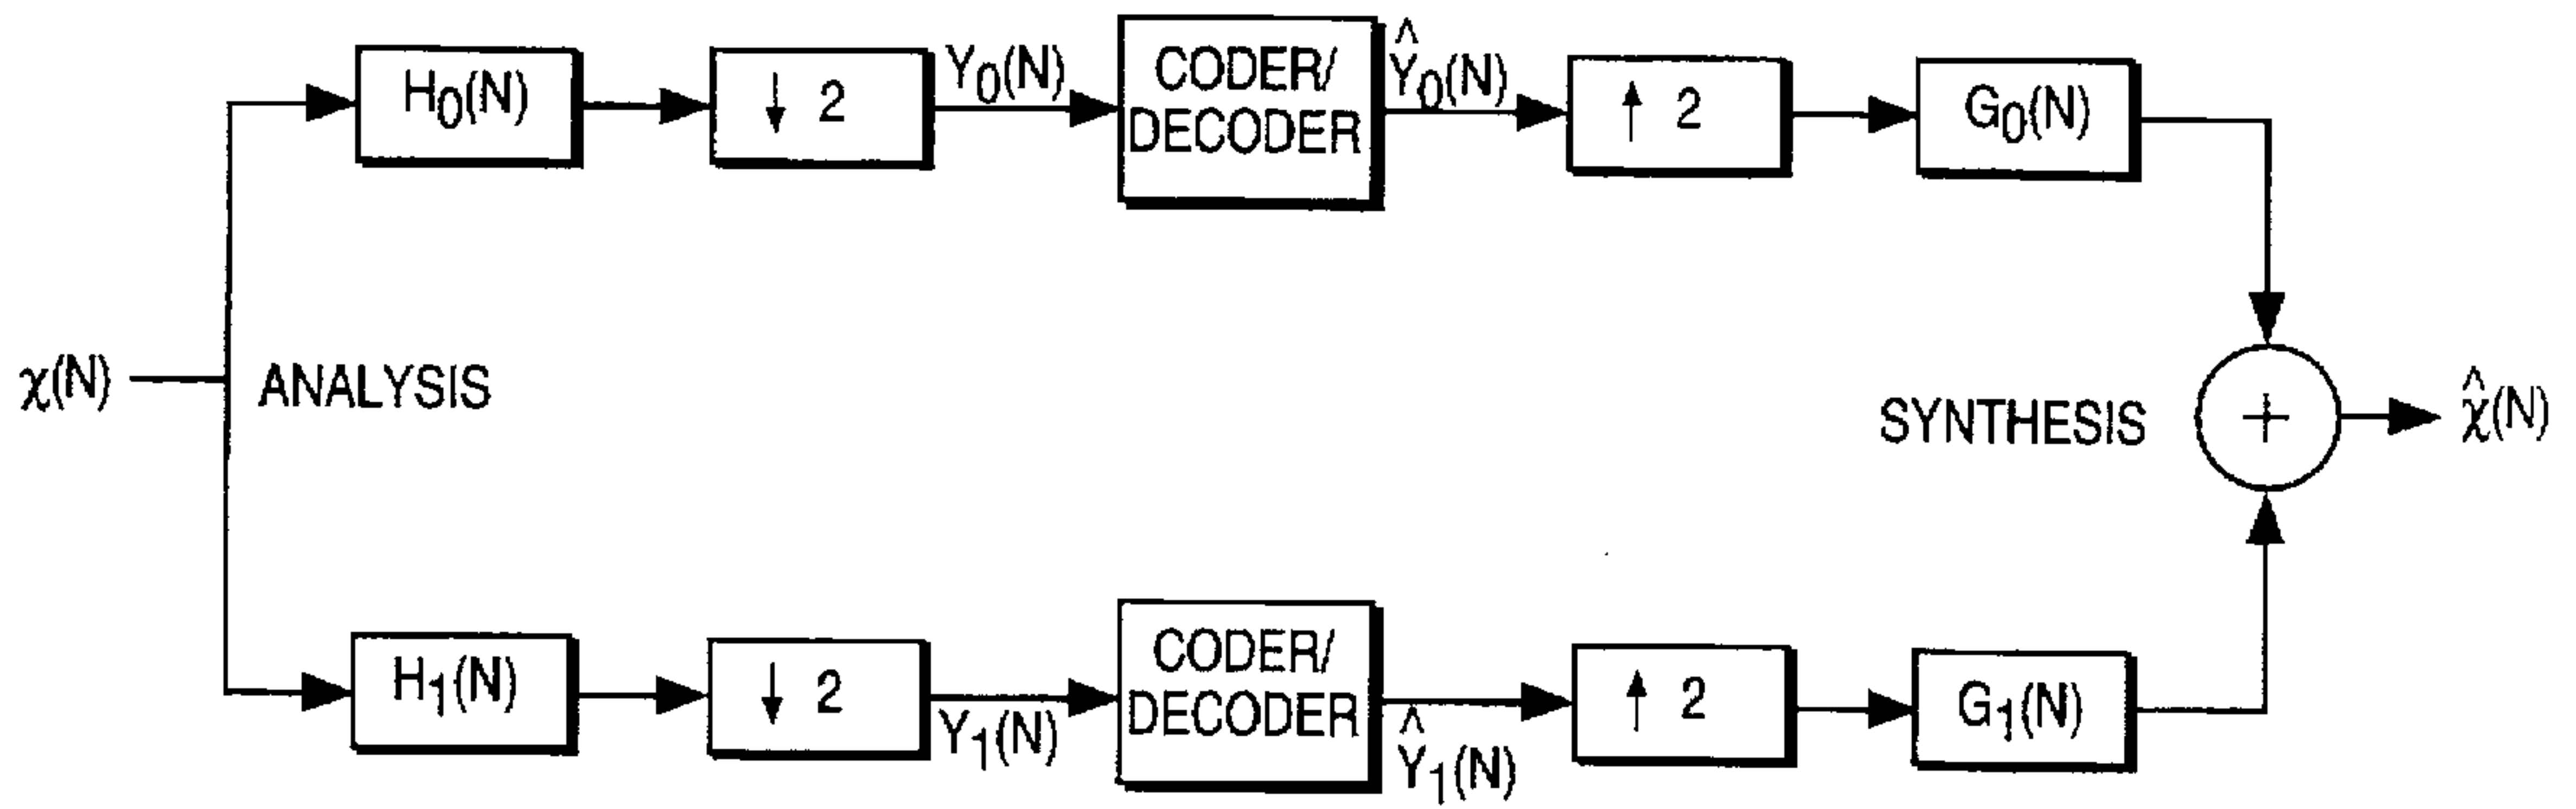 H₀(N)
↓ 2
Y₀(N)
CODER/
DECODER
Ŷ₀(N)
↑ 2
G₀(N)
χ(N)
ANALYSIS
SYNTHESIS
+
χ̂(N)
H₁(N)
↓ 2
Y₁(N)
CODER/
DECODER
Ŷ₁(N)
↑ 2
G₁(N)